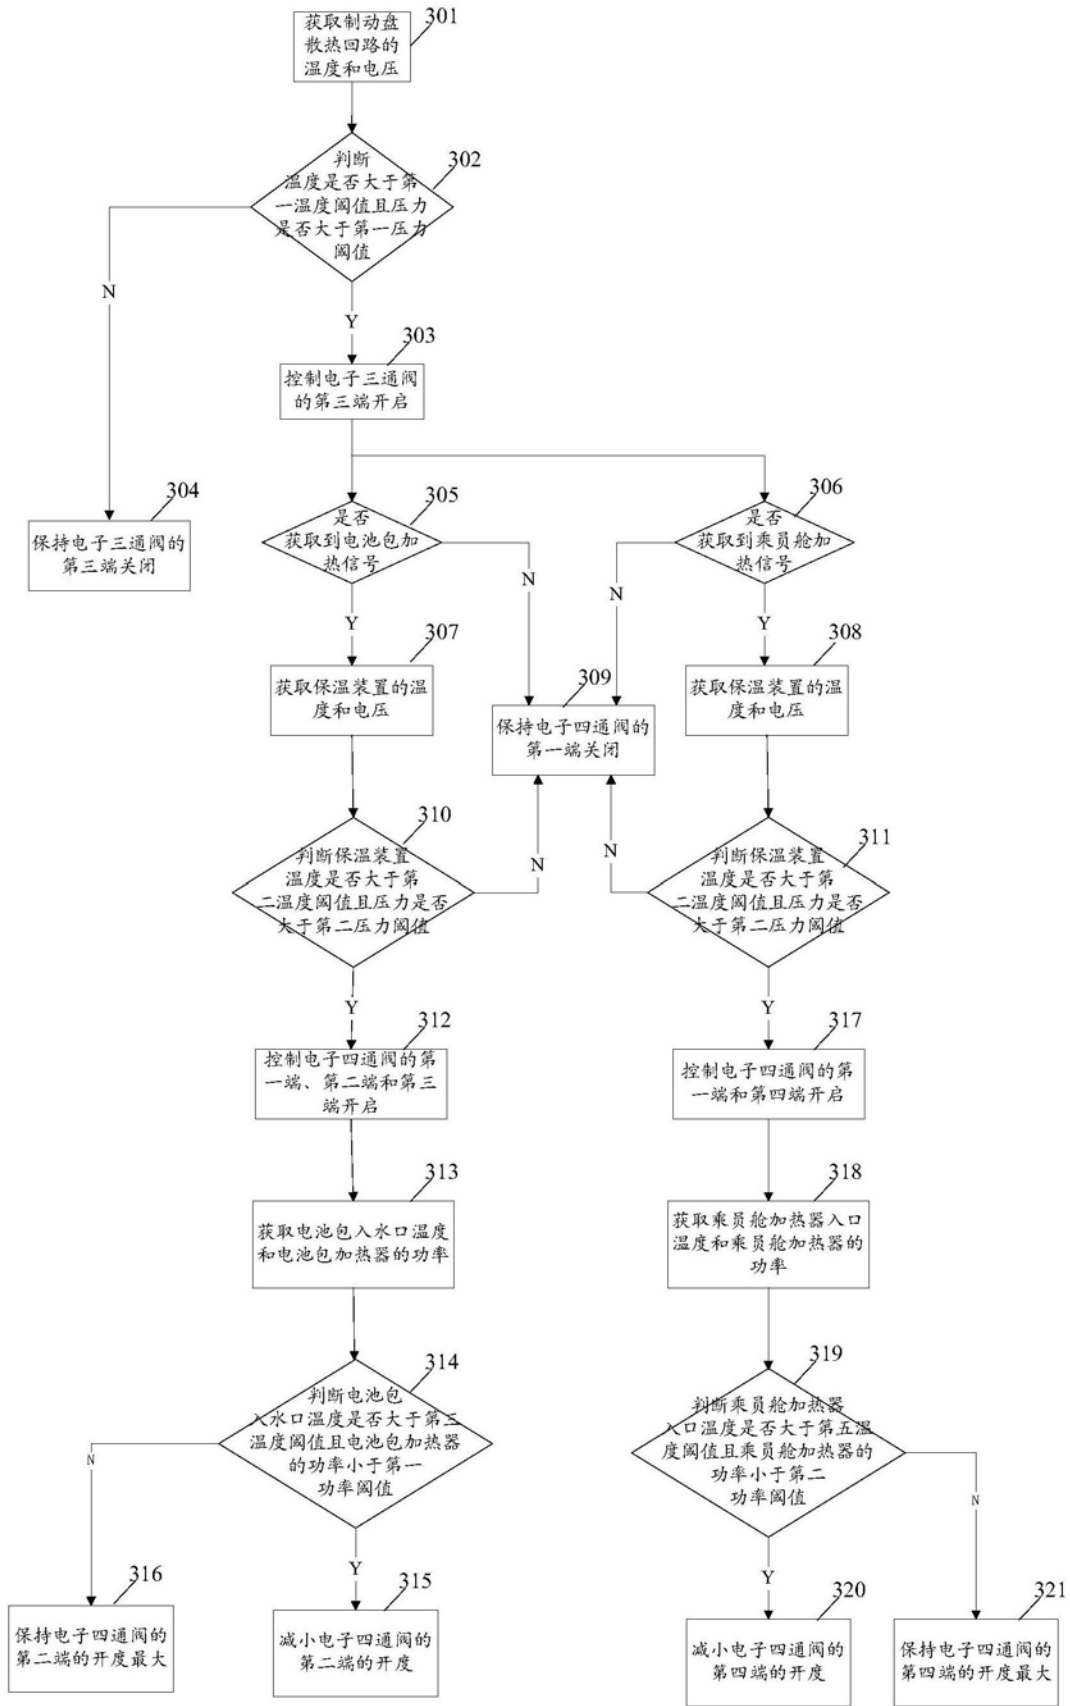 获取制动盘
散热回路的
温度和电压
301
判断
温度是否大于第
一温度阈值且压力
是否大于第一压力
阈值
302
N
Y
控制电子三通阀
的第三端开启
303
保持电子三通阀的
第三端关闭
304
是否
获取到电池包加
热信号
305
是否
获取到乘员舱加
热信号
306
N
N
Y
Y
获取保温装置的温
度和电压
307
获取保温装置的温
度和电压
308
保持电子四通阀的
第一端关闭
309
判断保温装置
温度是否大于第
二温度阈值且压力是否
大于第二压力阈值
310
判断保温装置
温度是否大于第
二温度阈值且压力是否
大于第二压力阈值
311
N
N
Y
Y
控制电子四通阀的第
一端、第二端和第三
端开启
312
控制电子四通阀的第
一端和第四端开启
317
获取电池包入水口温度
和电池包加热器的功率
313
获取乘员舱加热器入口
温度和乘员舱加热器的
功率
318
判断电池包
入水口温度是否大于第三
温度阈值且电池包加热器
的功率小于第一
功率阈值
314
判断乘员舱加热器
入口温度是否大于第五温
度阈值且乘员舱加热器的
功率小于第二
功率阈值
319
N
N
Y
Y
保持电子四通阀的
第二端的开度最大
316
减小电子四通阀的
第二端的开度
315
减小电子四通阀的
第四端的开度
320
保持电子四通阀的
第四端的开度最大
321